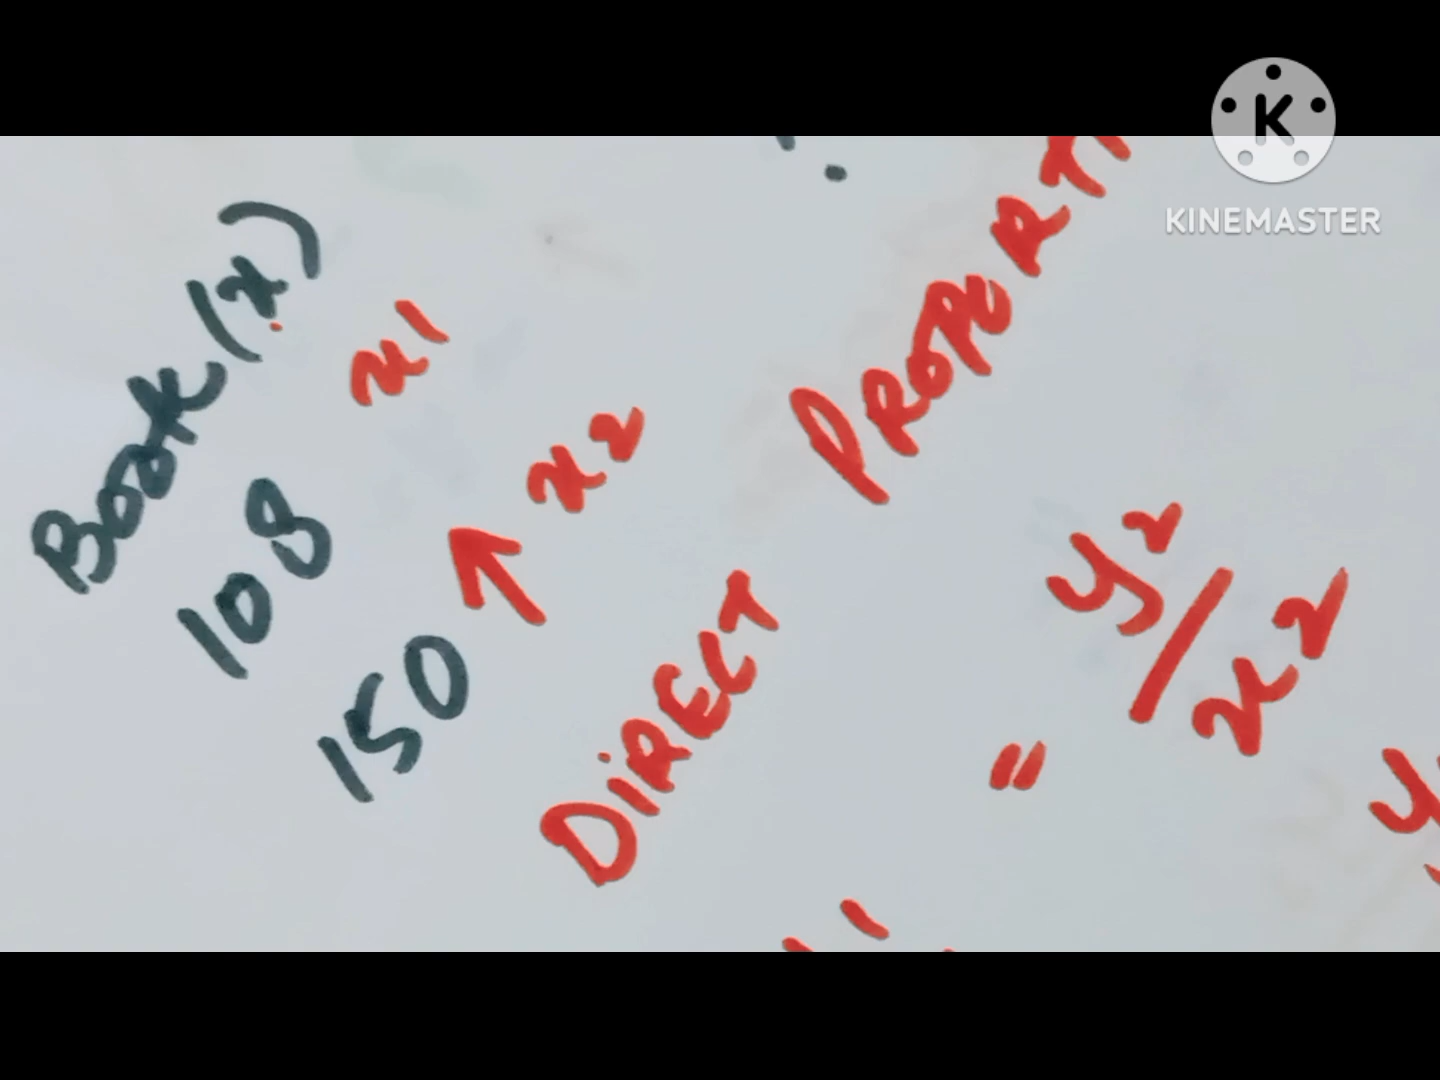 Book (x)
108 x1
150 ↑ x2
DIRECT PROPORTI
= y2/x2
KINEMASTER